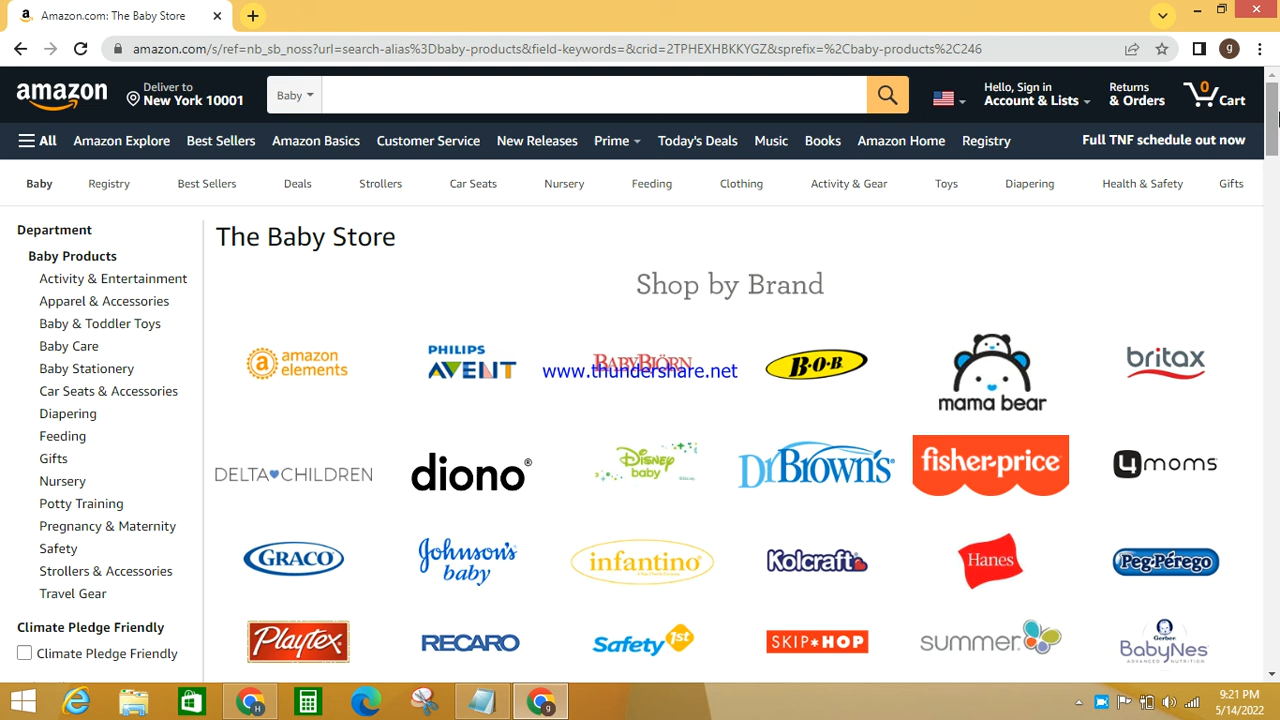 Amazon.com: The Baby Store
amazon.com/s/ref=nb_sb_noss?url=search-alias%3Dbaby-products&field-keywords=&crid=2TPHEXHBKKYGZ&sprefix=%2Cbaby-products%2C246
g
amazon
Deliver to
New York 10001
Baby
Hello, Sign in
Account & Lists
Returns
& Orders
0
Cart
All
Amazon Explore
Best Sellers
Amazon Basics
Customer Service
New Releases
Prime
Today's Deals
Music
Books
Amazon Home
Registry
Full TNF schedule out now
Baby
Registry
Best Sellers
Deals
Strollers
Car Seats
Nursery
Feeding
Clothing
Activity & Gear
Toys
Diapering
Health & Safety
Gifts
Department
Baby Products
Activity & Entertainment
Apparel & Accessories
Baby & Toddler Toys
Baby Care
Baby Stationery
Car Seats & Accessories
Diapering
Feeding
Gifts
Nursery
Potty Training
Pregnancy & Maternity
Safety
Strollers & Accessories
Travel Gear
Climate Pledge Friendly
Climate Pledge Friendly
The Baby Store
Shop by Brand
a amazon elements
PHILIPS
AVENT
BABYBJÖRN
www.thundershare.net
B·O·B
mama bear
britax
DELTA CHILDREN
diono®
Disney
baby
Dr Brown's®
fisher-price
4moms
GRACO
Johnson's
baby
infantino
Kolcraft
Hanes
Peg Pérego
Playtex
RECARO
Safety 1st
SKIP*HOP
summer
Gerber
BabyNes
ADVANCED NUTRITION
H
g
9:21 PM
5/14/2022